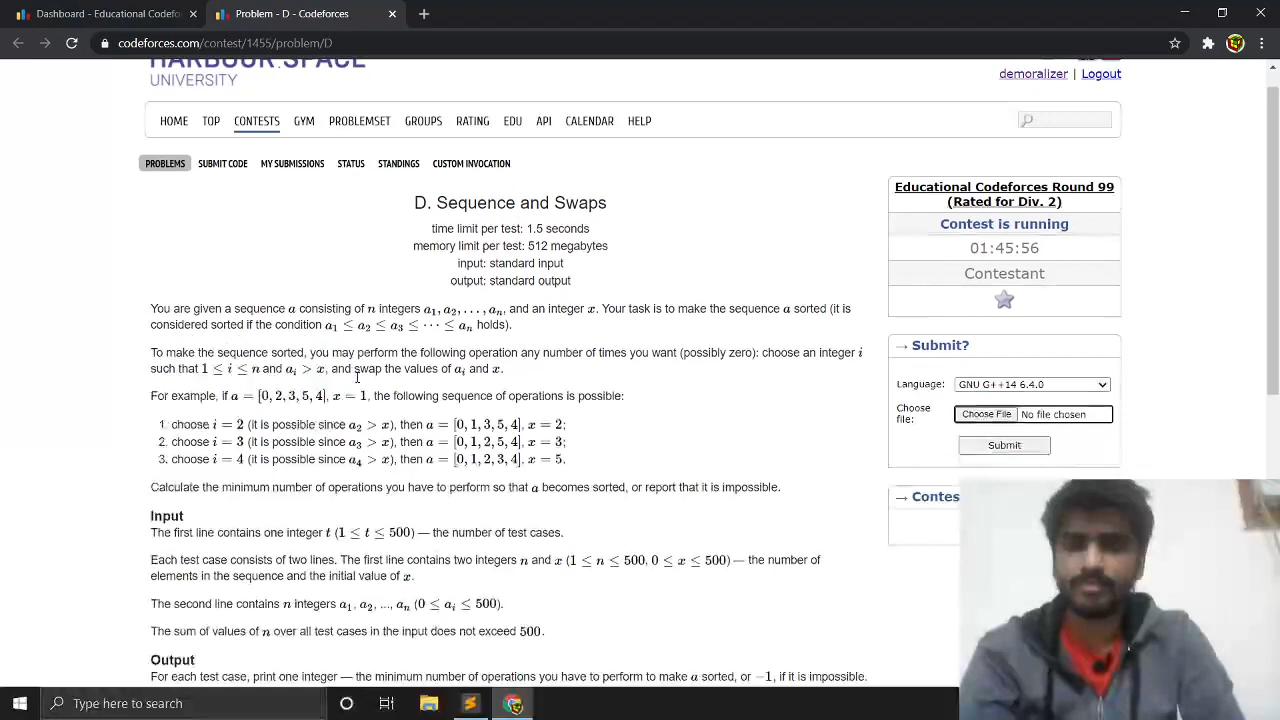 Dashboard - Educational Codefor
Problem - D - Codeforces
codeforces.com/contest/1455/problem/D
HARBOUR.SPACE
UNIVERSITY
demoralizer | Logout
HOME TOP CONTESTS GYM PROBLEMSET GROUPS RATING EDU API CALENDAR HELP
PROBLEMS SUBMIT CODE MY SUBMISSIONS STATUS STANDINGS CUSTOM INVOCATION
D. Sequence and Swaps
time limit per test: 1.5 seconds
memory limit per test: 512 megabytes
input: standard input
output: standard output
You are given a sequence a consisting of n integers a₁, a₂, …, aₙ, and an integer x. Your task is to make the sequence a sorted (it is
considered sorted if the condition a₁ ≤ a₂ ≤ a₃ ≤ ⋯ ≤ aₙ holds).
To make the sequence sorted, you may perform the following operation any number of times you want (possibly zero): choose an integer i
such that 1 ≤ i ≤ n and aᵢ > x, and swap the values of aᵢ and x.
For example, if a = [0, 2, 3, 5, 4], x = 1, the following sequence of operations is possible:
1. choose i = 2 (it is possible since a₂ > x), then a = [0, 1, 3, 5, 4], x = 2;
2. choose i = 3 (it is possible since a₃ > x), then a = [0, 1, 2, 5, 4], x = 3;
3. choose i = 4 (it is possible since a₄ > x), then a = [0, 1, 2, 3, 4], x = 5.
Calculate the minimum number of operations you have to perform so that a becomes sorted, or report that it is impossible.
Input
The first line contains one integer t (1 ≤ t ≤ 500) — the number of test cases.
Each test case consists of two lines. The first line contains two integers n and x (1 ≤ n ≤ 500, 0 ≤ x ≤ 500) — the number of
elements in the sequence and the initial value of x.
The second line contains n integers a₁, a₂, ..., aₙ (0 ≤ aᵢ ≤ 500).
The sum of values of n over all test cases in the input does not exceed 500.
Output
For each test case, print one integer — the minimum number of operations you have to perform to make a sorted, or −1, if it is impossible.
Educational Codeforces Round 99
(Rated for Div. 2)
Contest is running
01:45:56
Contestant
→ Submit?
Language: GNU G++14 6.4.0
Choose
file:
Choose File No file chosen
Submit
→ Contes
Type here to search